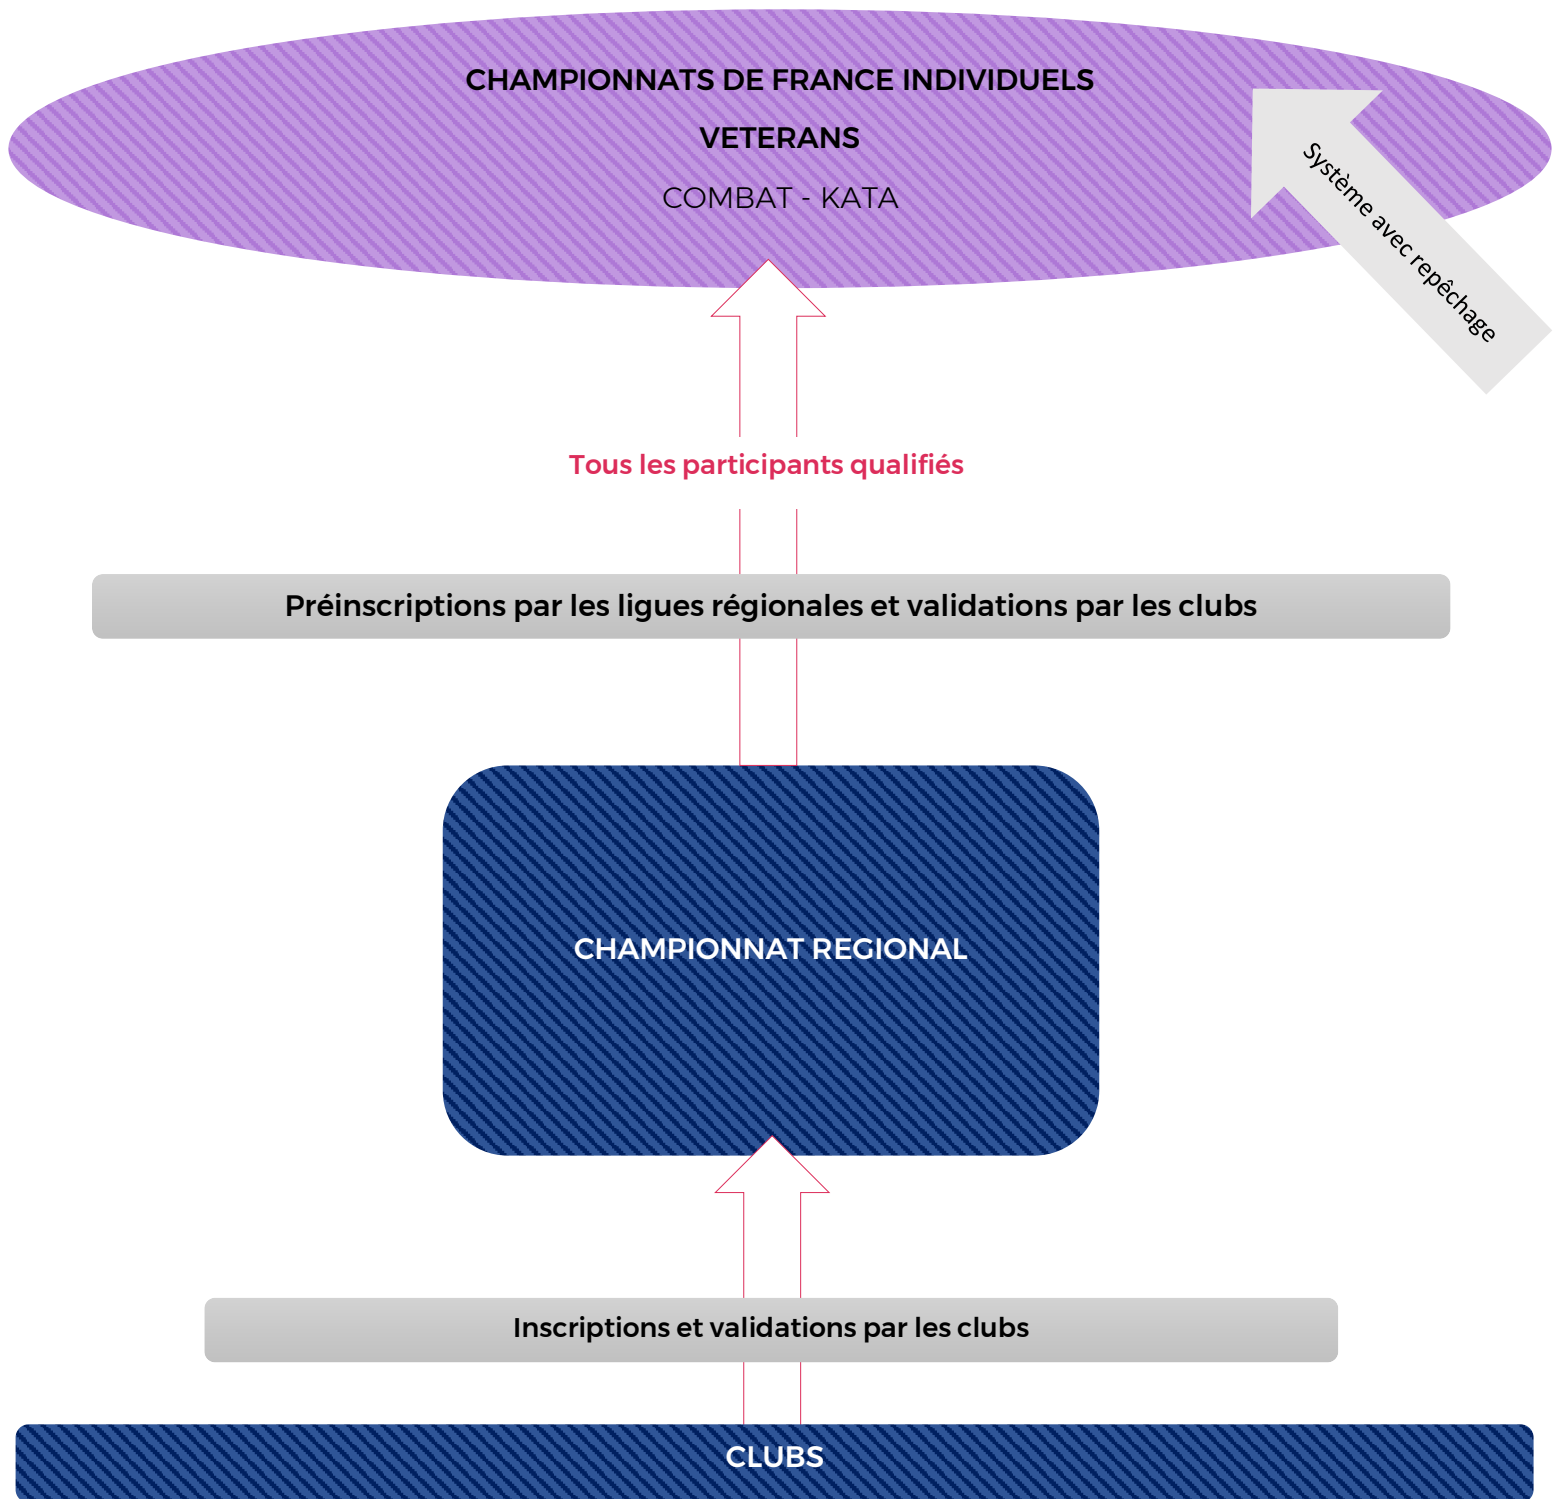 CHAMPIONNATS DE FRANCE INDIVIDUELS
VETERANS
COMBAT - KATA
Système avec repêchage
Tous les participants qualifiés
Préinscriptions par les ligues régionales et validations par les clubs
CHAMPIONNAT REGIONAL
Inscriptions et validations par les clubs
CLUBS